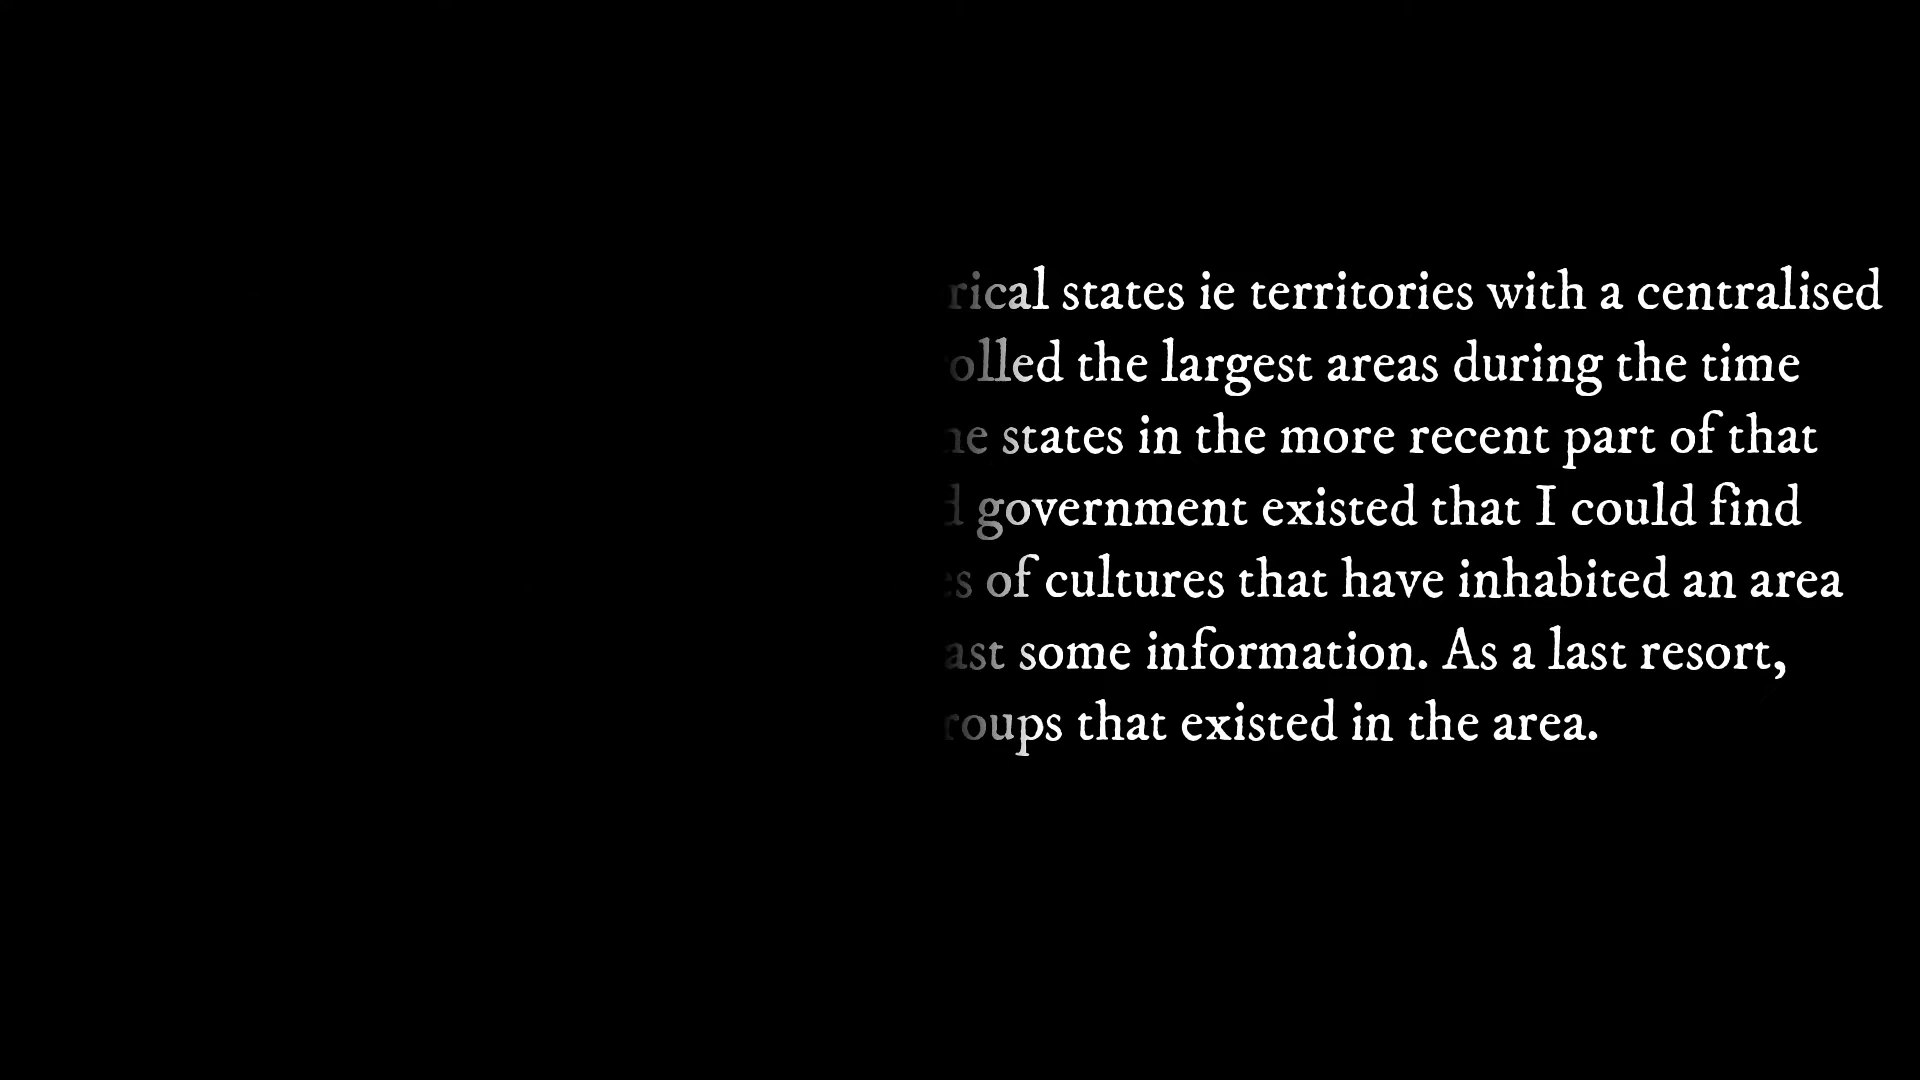 rical states ie territories with a centralised
olled the largest areas during the time
ne states in the more recent part of that
government existed that I could find
es of cultures that have inhabited an area
ast some information. As a last resort,
roups that existed in the area.